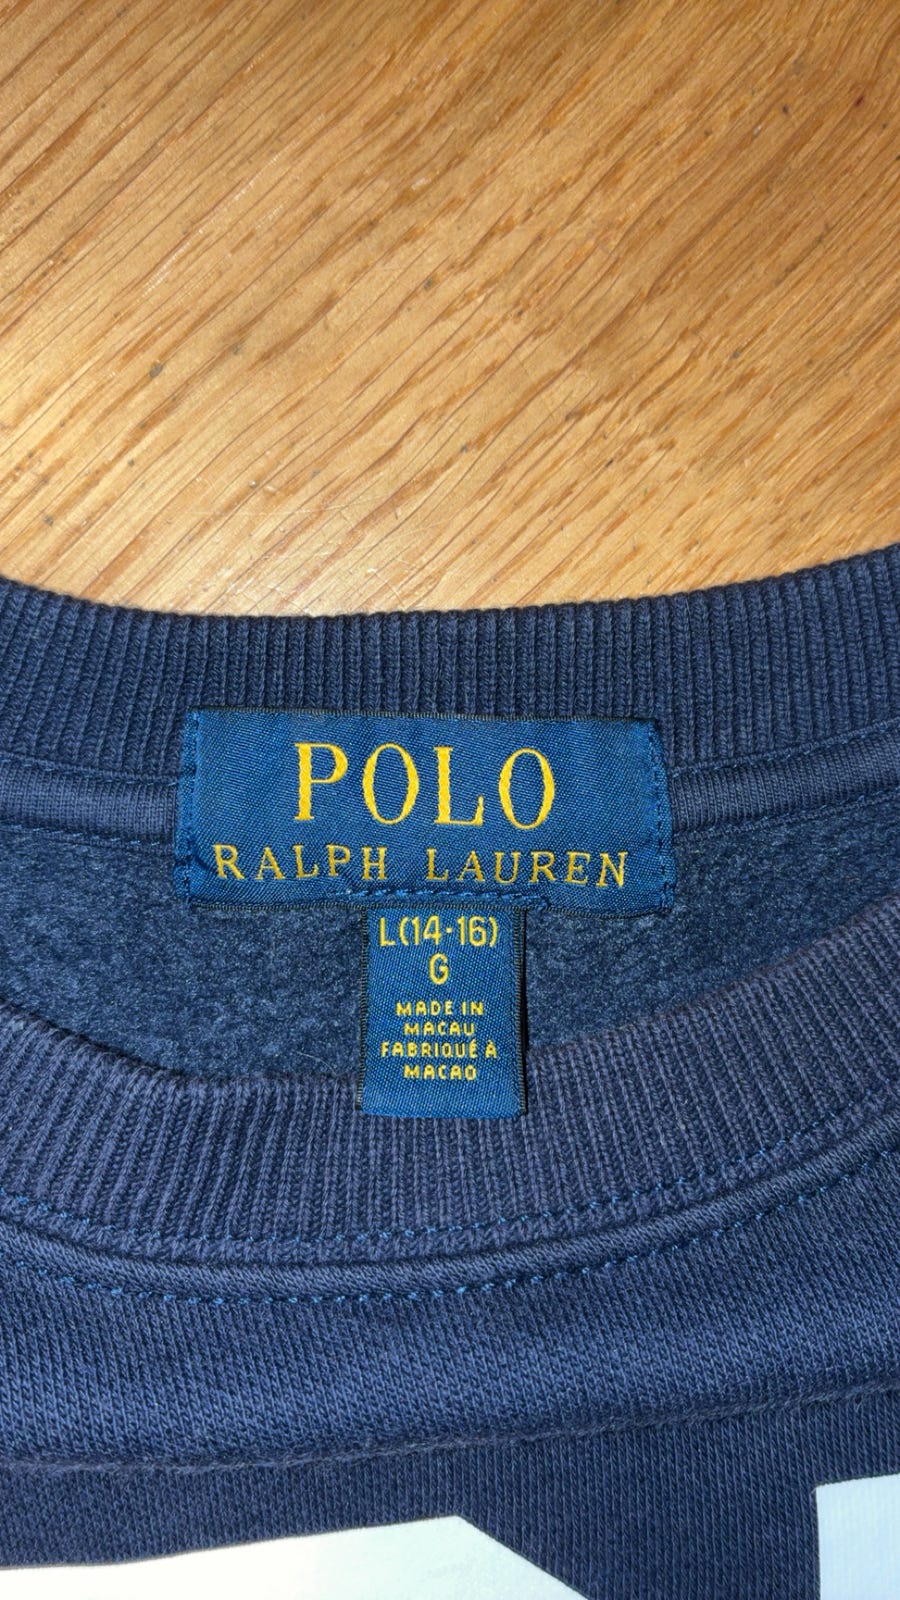 POLO
RALPH LAUREN
L(14-16)
G
MADE IN
MACAU
FABRIQUÉ À
MACAO